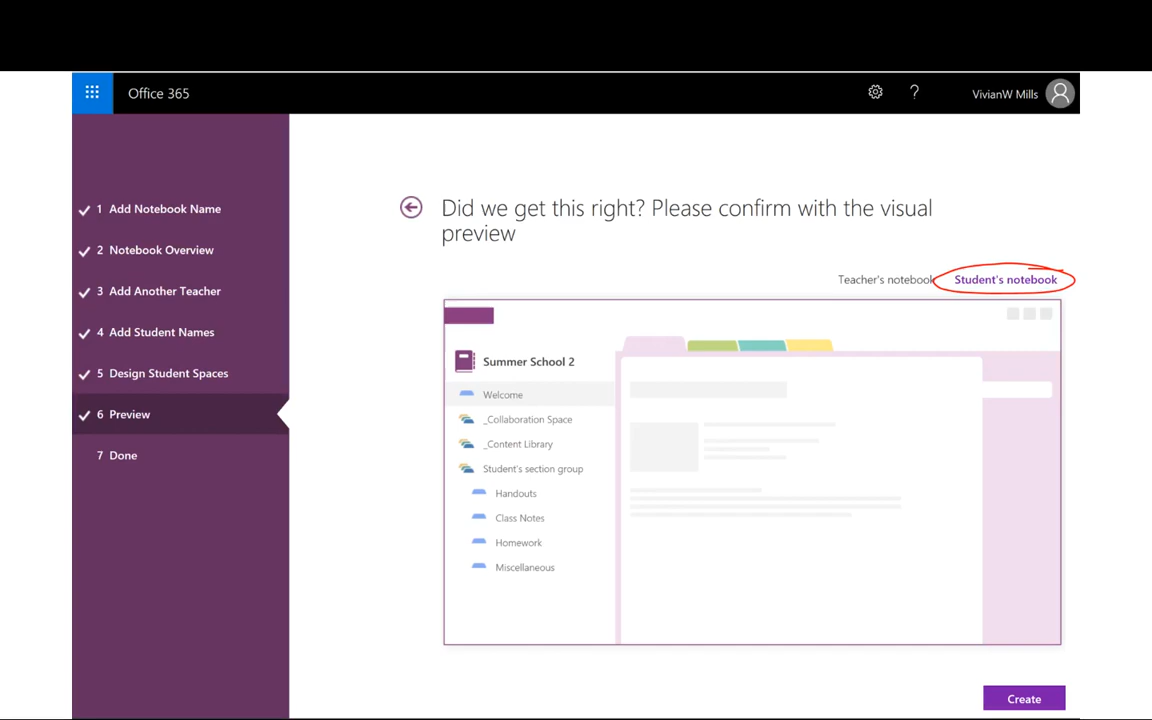 Office 365
?
VivianW Mills
1 Add Notebook Name
2 Notebook Overview
3 Add Another Teacher
4 Add Student Names
5 Design Student Spaces
6 Preview
7 Done
Did we get this right? Please confirm with the visual
preview
Teacher's notebook
Student's notebook
Summer School 2
Welcome
_Collaboration Space
_Content Library
Student's section group
Handouts
Class Notes
Homework
Miscellaneous
Create